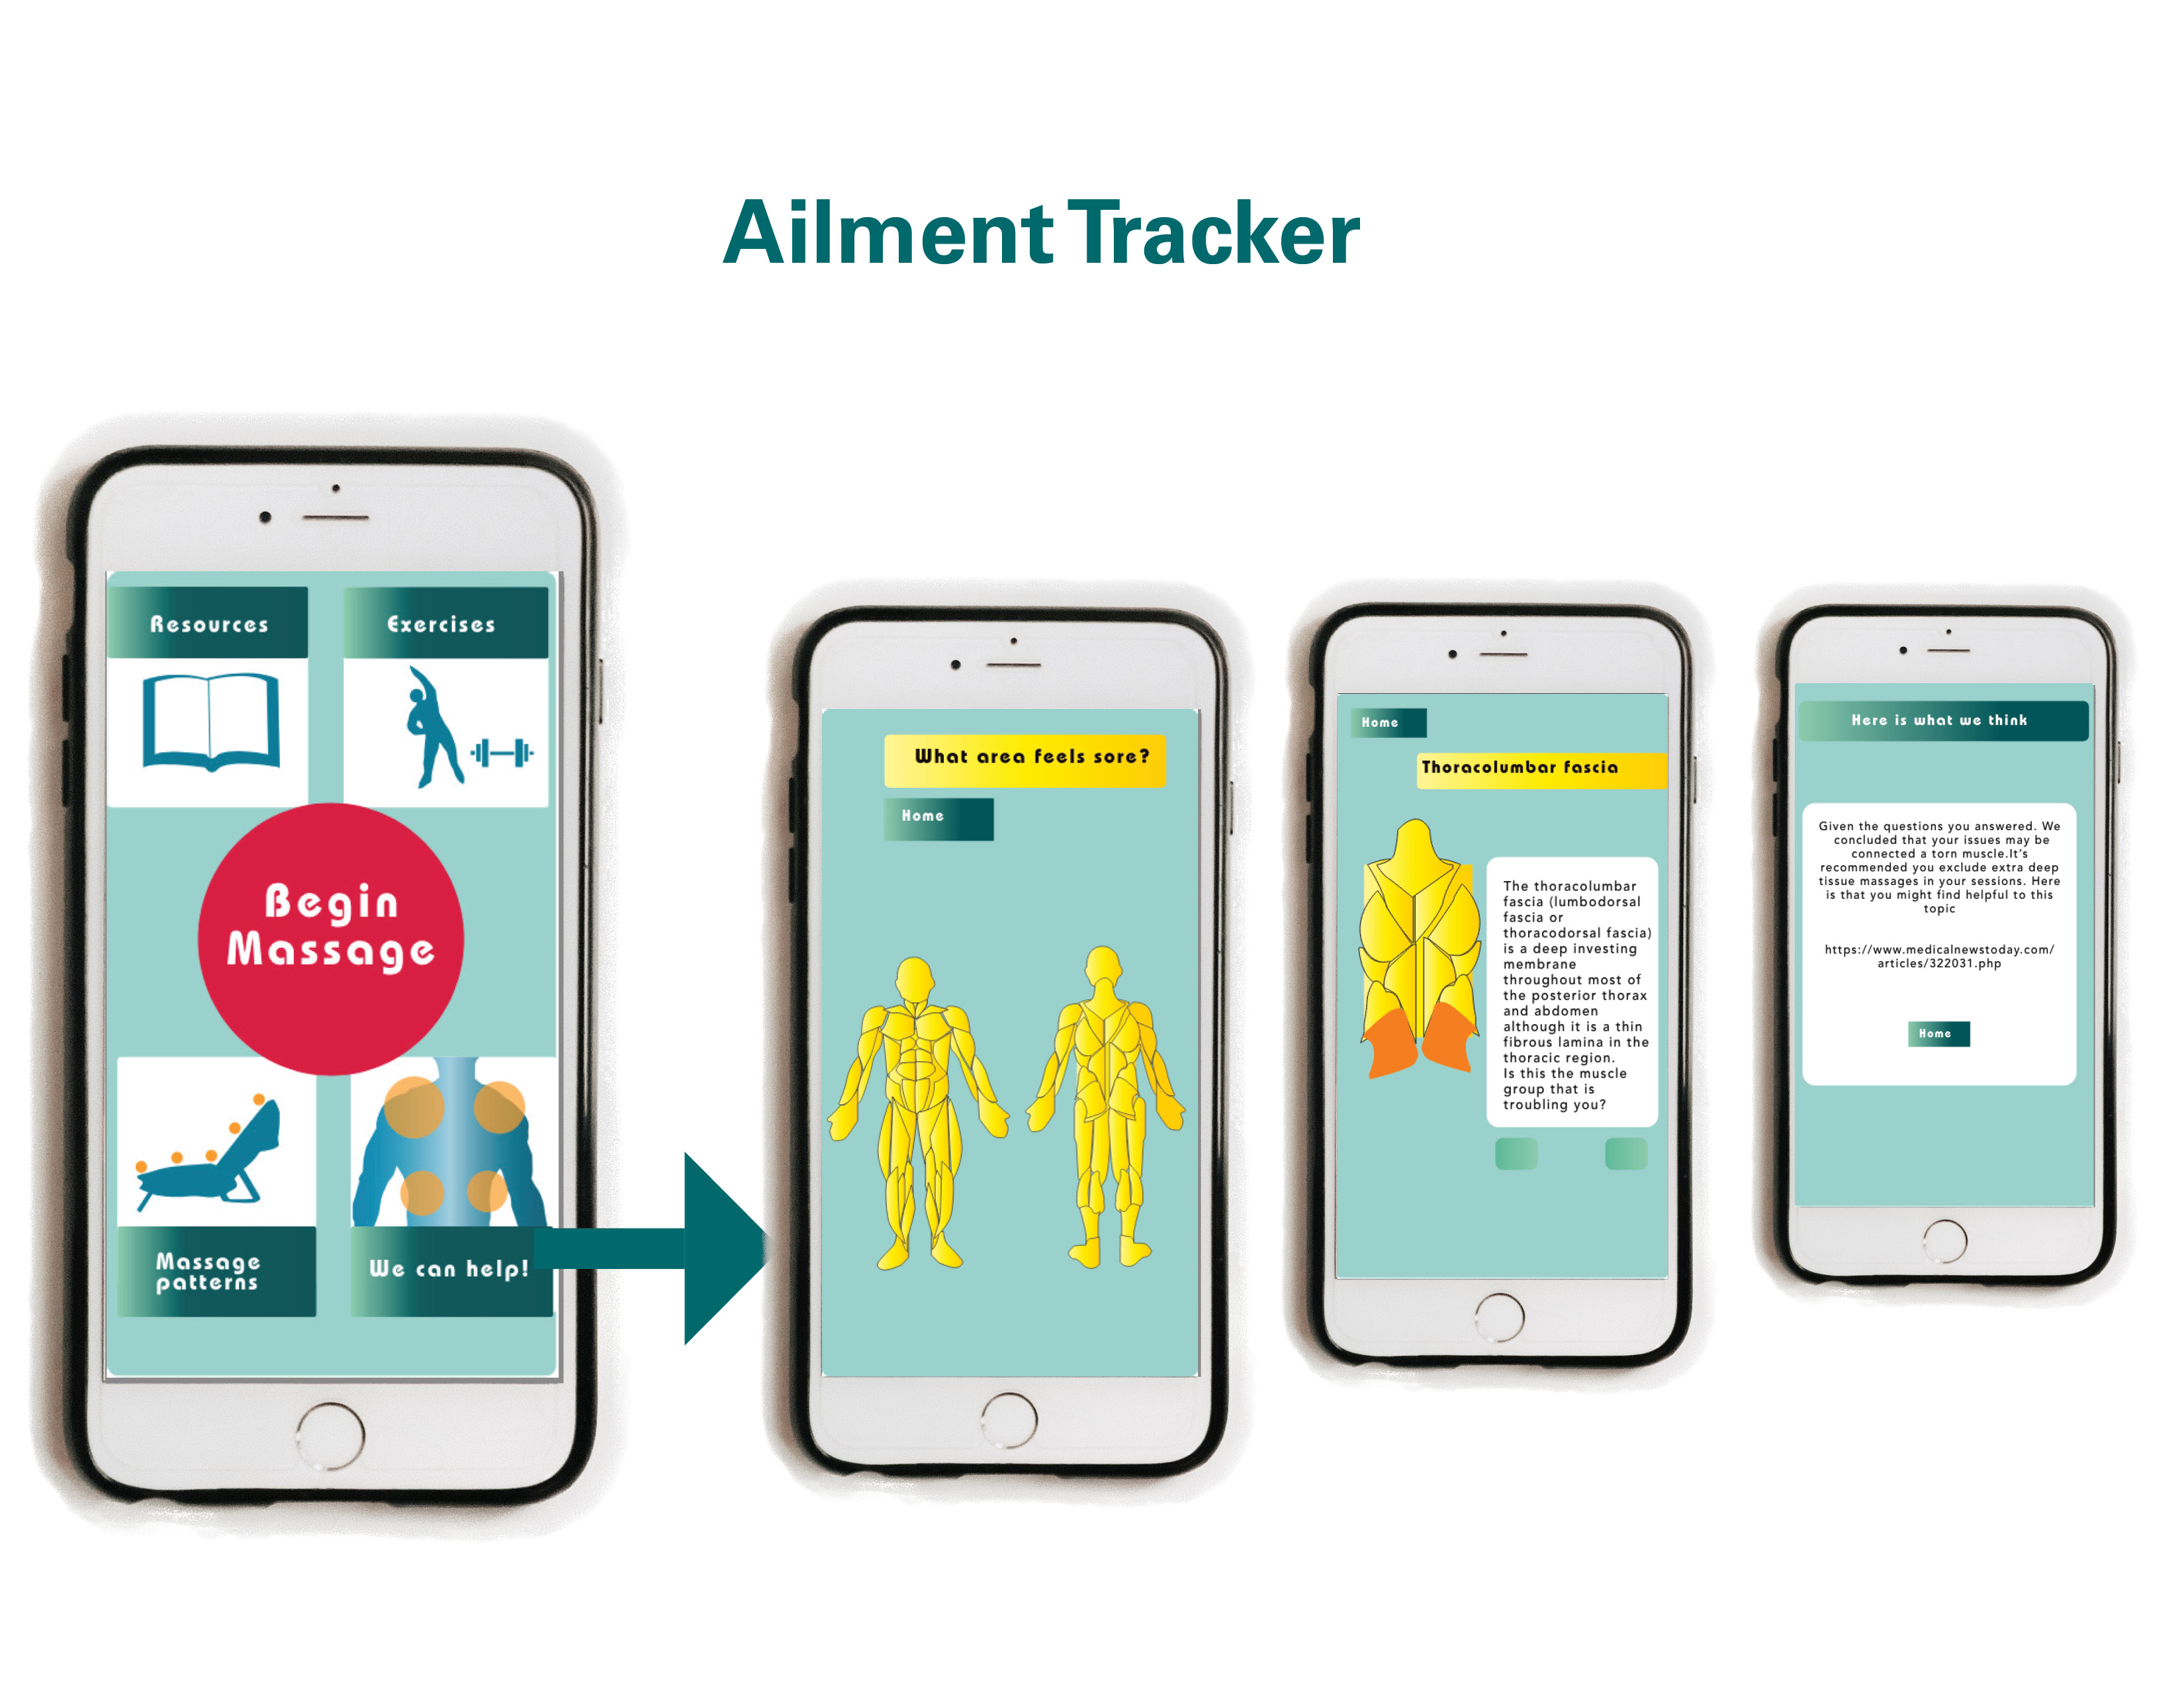 Ailment Tracker
Resources
Exercises
Begin
Massage
Massage
patterns
We can help!
What area feels sore?
Home
Home
Thoracolumbar fascia
The thoracolumbar
fascia (lumbodorsal
fascia or
thoracodorsal fascia)
is a deep investing
membrane
throughout most of
the posterior thorax
and abdomen
although it is a thin
fibrous lamina in the
thoracic region.
Is this the muscle
group that is
troubling you?
Here is what we think
Given the questions you answered. We
concluded that your issues may be
connected a torn muscle.It's
recommended you exclude extra deep
tissue massages in your sessions. Here
is that you might find helpful to this
topic
https://www.medicalnewstoday.com/
articles/322031.php
Home